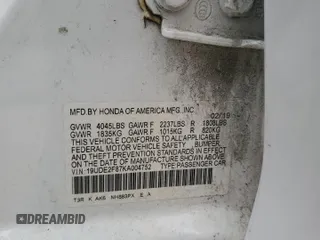 MFD.BY HONDA OF AMERICA MFG.,INC.
02/19
GVWR 4045LBS GAWR F 2237LBS R 1808LBS
GVWR 1835KG GAWR F 1015KG R 820KG
THIS VEHICLE CONFORMS TO ALL APPLICABLE
FEDERAL MOTOR VEHICLE SAFETY, BUMPER,
AND THEFT PREVENTION STANDARDS IN EFFECT
ON THE DATE OF MANUFACTURE SHOWN ABOVE.
VIN:19UDE2F87KA004752 TYPE:PASSENGER CAR
AUTOBIDMASTER